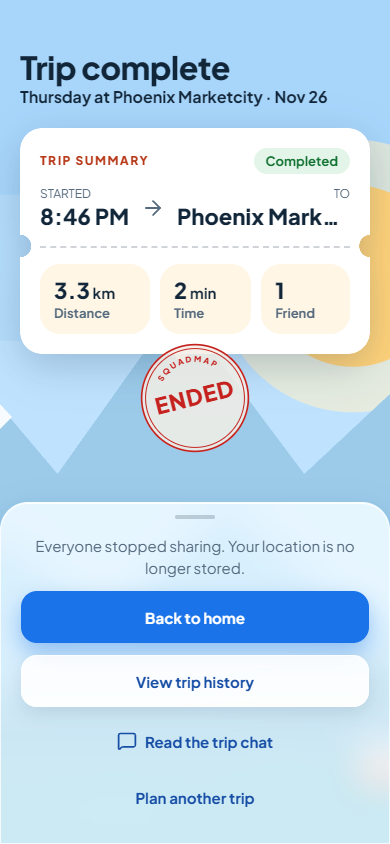 Trip complete
Thursday at Phoenix Marketcity · Nov 26
TRIP SUMMARY
Completed
STARTED
TO
8:46 PM
Phoenix Mark...
3.3 km
2 min
1
Distance
Time
Friend
SQUADMAP
ENDED
Everyone stopped sharing. Your location is no
longer stored.
Back to home
View trip history
Read the trip chat
Plan another trip